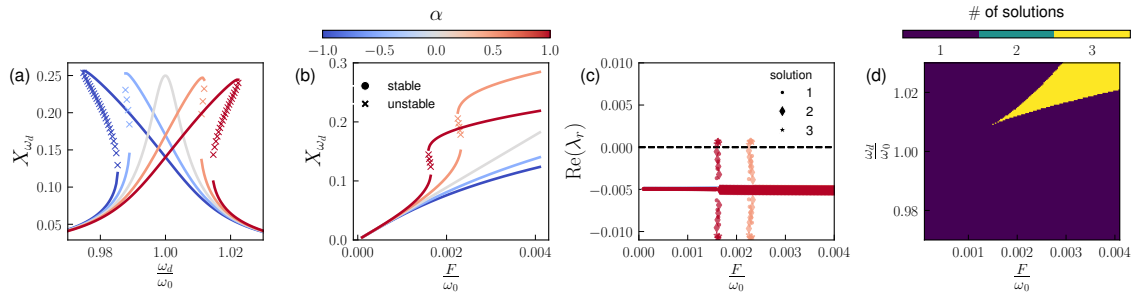 α
−1.0 −0.5 0.0 0.5 1.0
# of solutions
1 2 3
(a)
X_{ω_d}
0.25
0.20
0.15
0.10
0.05
0.98 1.00 1.02
ω_d/ω_0
(b)
X_{ω_d}
0.3
0.2
0.1
0.0
stable
unstable
0.000 0.002 0.004
F/ω_0
(c)
Re(λ_r)
0.010
0.005
0.000
−0.005
−0.010
solution
1
2
3
0.000 0.001 0.002 0.003 0.004
F/ω_0
(d)
ω_d/ω_0
1.02
1.00
0.98
0.001 0.002 0.003 0.004
F/ω_0